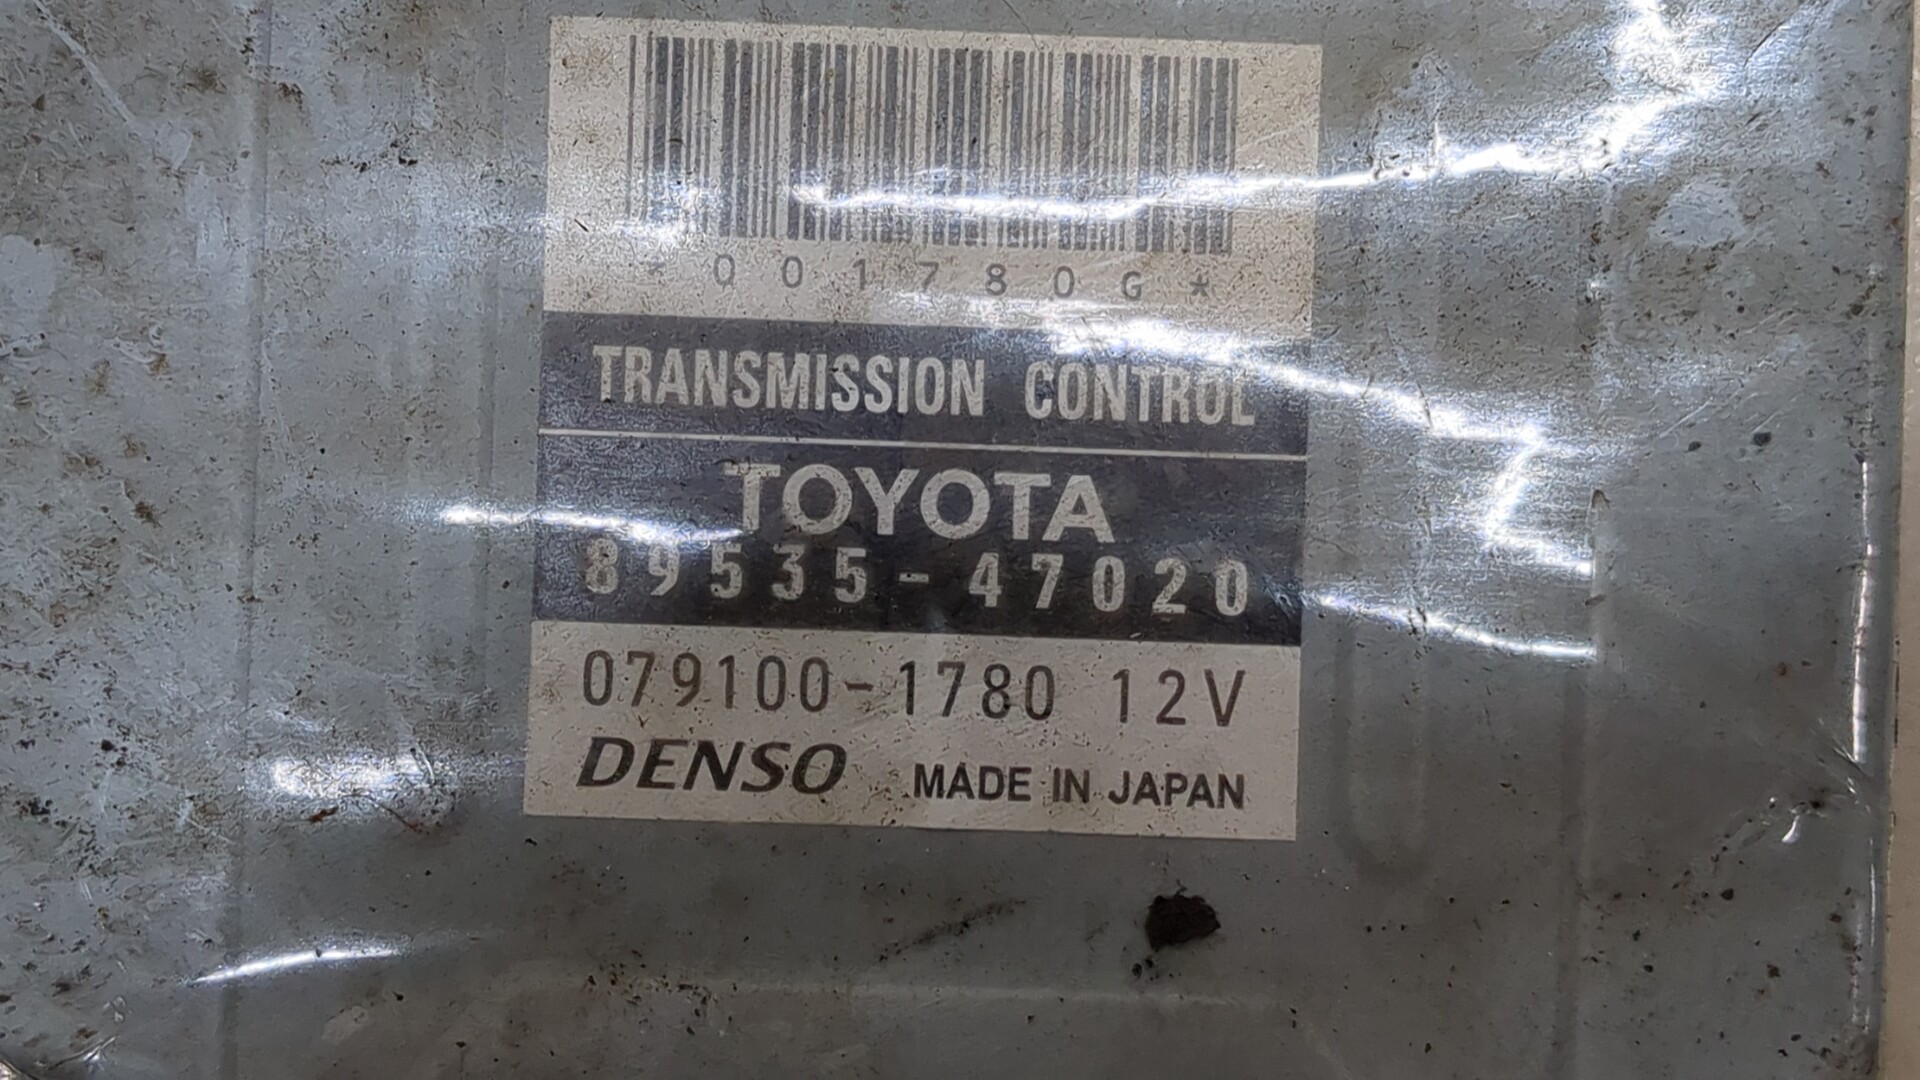 *001780G*
TRANSMISSION CONTROL
TOYOTA
89535-47020
079100-1780 12V
DENSO MADE IN JAPAN